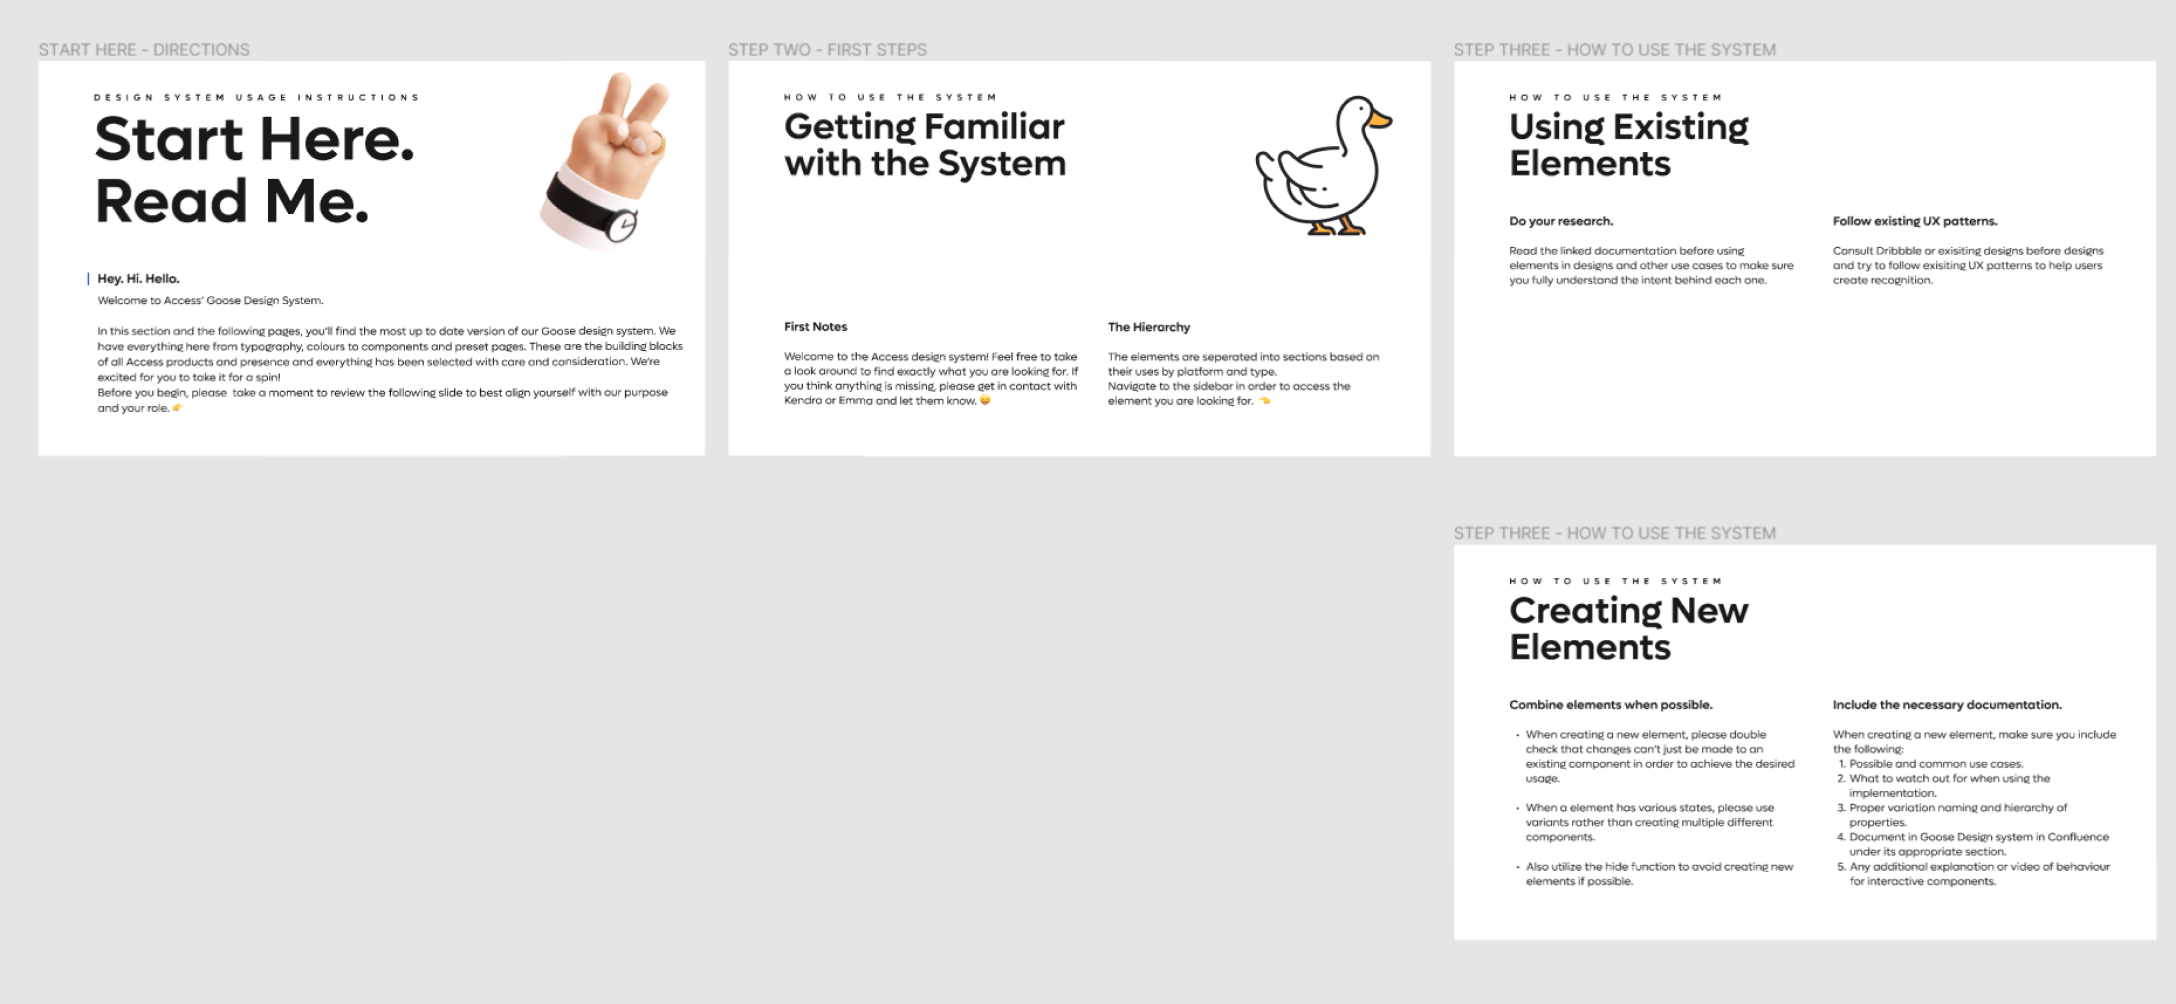 START HERE - DIRECTIONS
DESIGN SYSTEM USAGE INSTRUCTIONS
Start Here.
Read Me.
Hey. Hi. Hello.
Welcome to Access' Goose Design System.
In this section and the following pages, you'll find the most up to date version of our Goose design system. We
have everything here from typography, colours to components and preset pages. These are the building blocks
of all Access products and presence and everything has been selected with care and consideration. We're
excited for you to take it for a spin!
Before you begin, please  take a moment to review the following slide to best align yourself with our purpose
and your role. 👉
STEP TWO - FIRST STEPS
HOW TO USE THE SYSTEM
Getting Familiar
with the System
First Notes
Welcome to the Access design system! Feel free to take
a look around to find exactly what you are looking for. If
you think anything is missing, please get in contact with
Kendra or Emma and let them know. 😄
The Hierarchy
The elements are seperated into sections based on
their uses by platform and type.
Navigate to the sidebar in order to access the
element you are looking for. 👈
STEP THREE - HOW TO USE THE SYSTEM
HOW TO USE THE SYSTEM
Using Existing
Elements
Do your research.
Read the linked documentation before using
elements in designs and other use cases to make sure
you fully understand the intent behind each one.
Follow existing UX patterns.
Consult Dribbble or exisiting designs before designs
and try to follow exisiting UX patterns to help users
create recognition.
STEP THREE - HOW TO USE THE SYSTEM
HOW TO USE THE SYSTEM
Creating New
Elements
Combine elements when possible.
• When creating a new element, please double
check that changes can't just be made to an
existing component in order to achieve the desired
usage.
• When a element has various states, please use
variants rather than creating multiple different
components.
• Also utilize the hide function to avoid creating new
elements if possible.
Include the necessary documentation.
When creating a new element, make sure you include
the following:
1. Possible and common use cases.
2. What to watch out for when using the
implementation.
3. Proper variation naming and hierarchy of
properties.
4. Document in Goose Design system in Confluence
under its appropriate section.
5. Any additional explanation or video of behaviour
for interactive components.